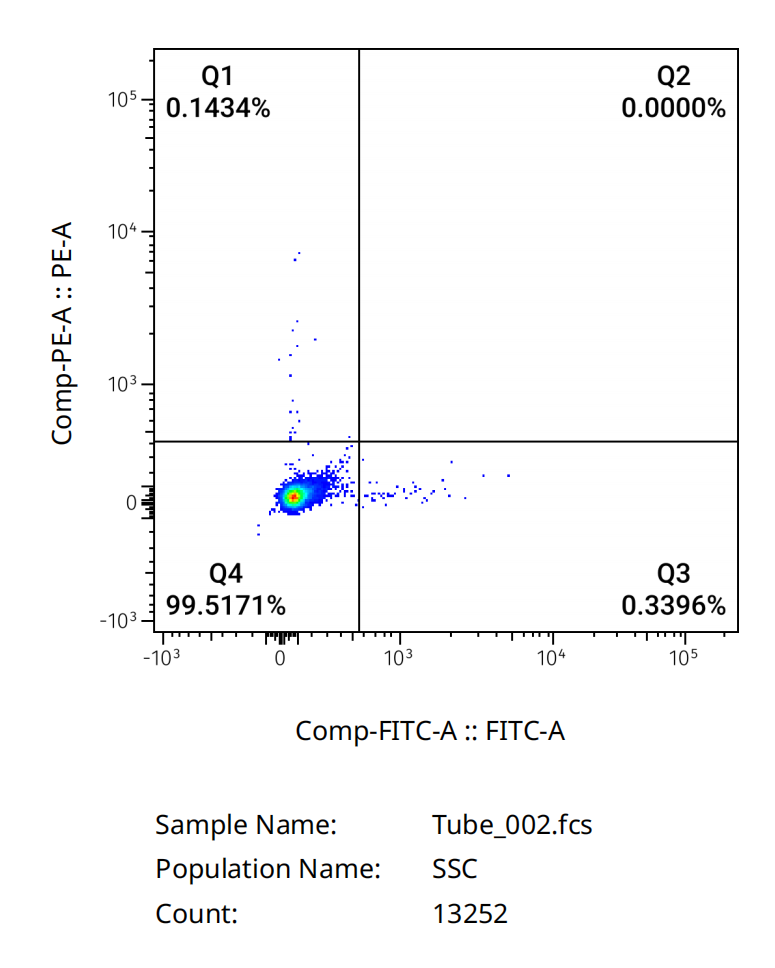 Q1
0.1434%
Q2
0.0000%
10⁵
10⁴
10³
0
-10³
Comp-PE-A :: PE-A
Q4
99.5171%
Q3
0.3396%
-10³ 0 10³ 10⁴ 10⁵
Comp-FITC-A :: FITC-A
Sample Name: Tube_002.fcs
Population Name: SSC
Count: 13252